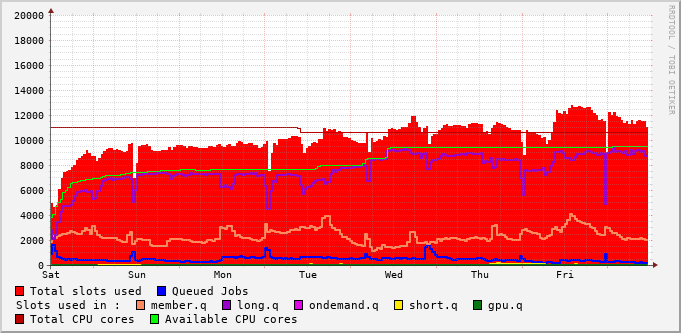 20000
18000
16000
14000
12000
10000
8000
6000
4000
2000
0
Sat Sun Mon Tue Wed Thu Fri
RRDTOOL / TOBI OETIKER
Total slots used Queued Jobs
Slots used in : member.q long.q ondemand.q short.q gpu.q
Total CPU cores Available CPU cores